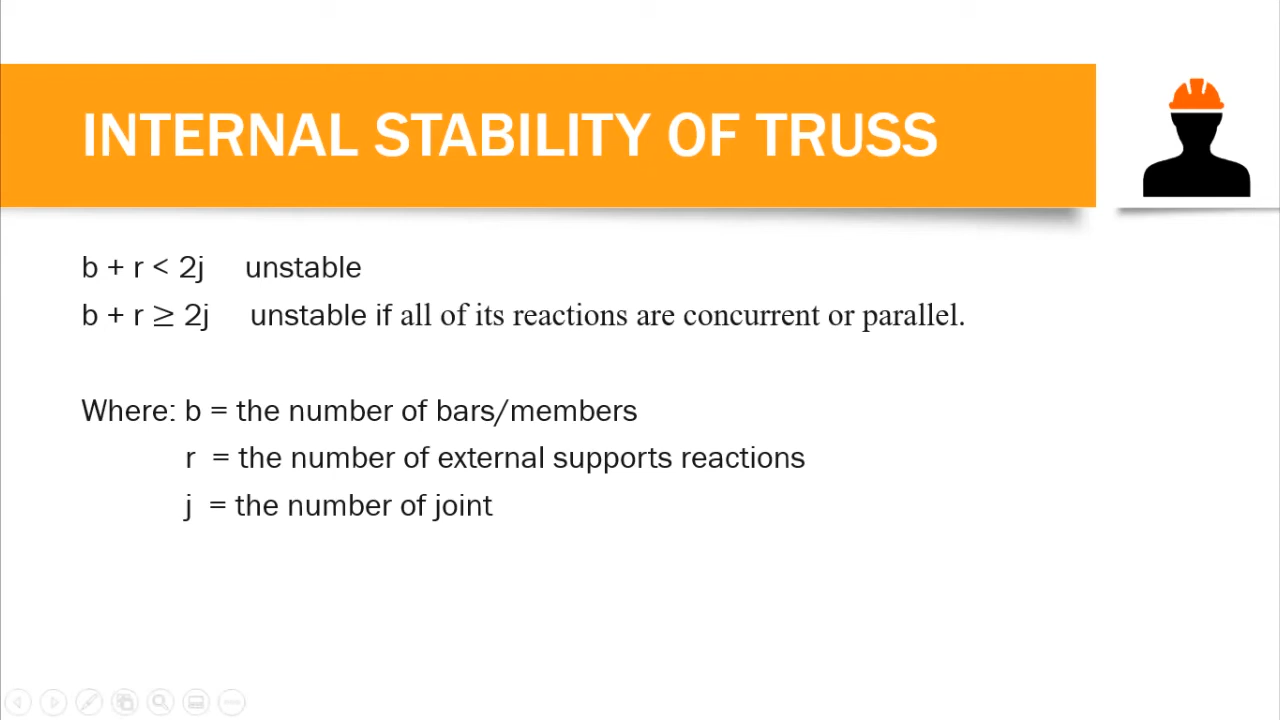 INTERNAL STABILITY OF TRUSS
b + r < 2j unstable
b + r ≥ 2j unstable if all of its reactions are concurrent or parallel.
Where: b = the number of bars/members
r = the number of external supports reactions
j = the number of joint